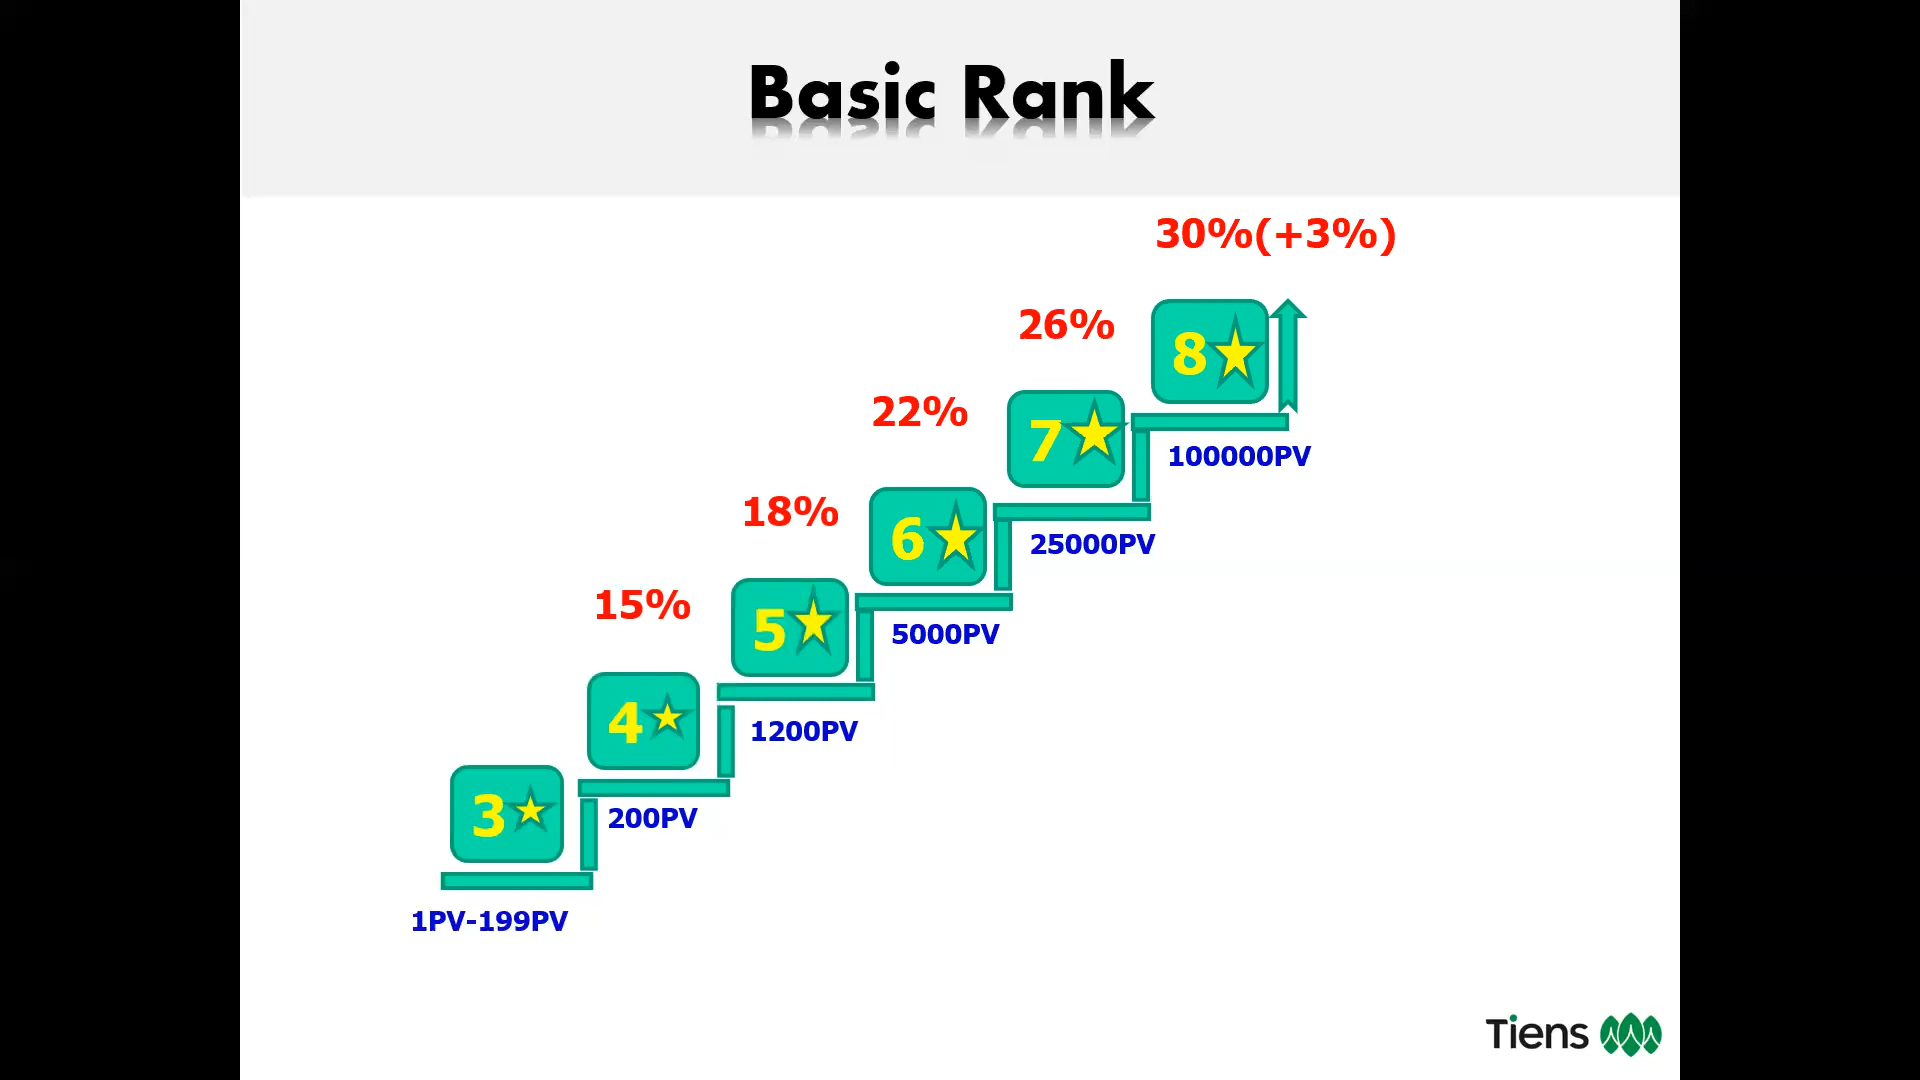 Basic Rank
30%(+3%)
26%
8
22%
7
100000PV
18%
6
25000PV
15%
5
5000PV
4
1200PV
3
200PV
1PV-199PV
Tiens